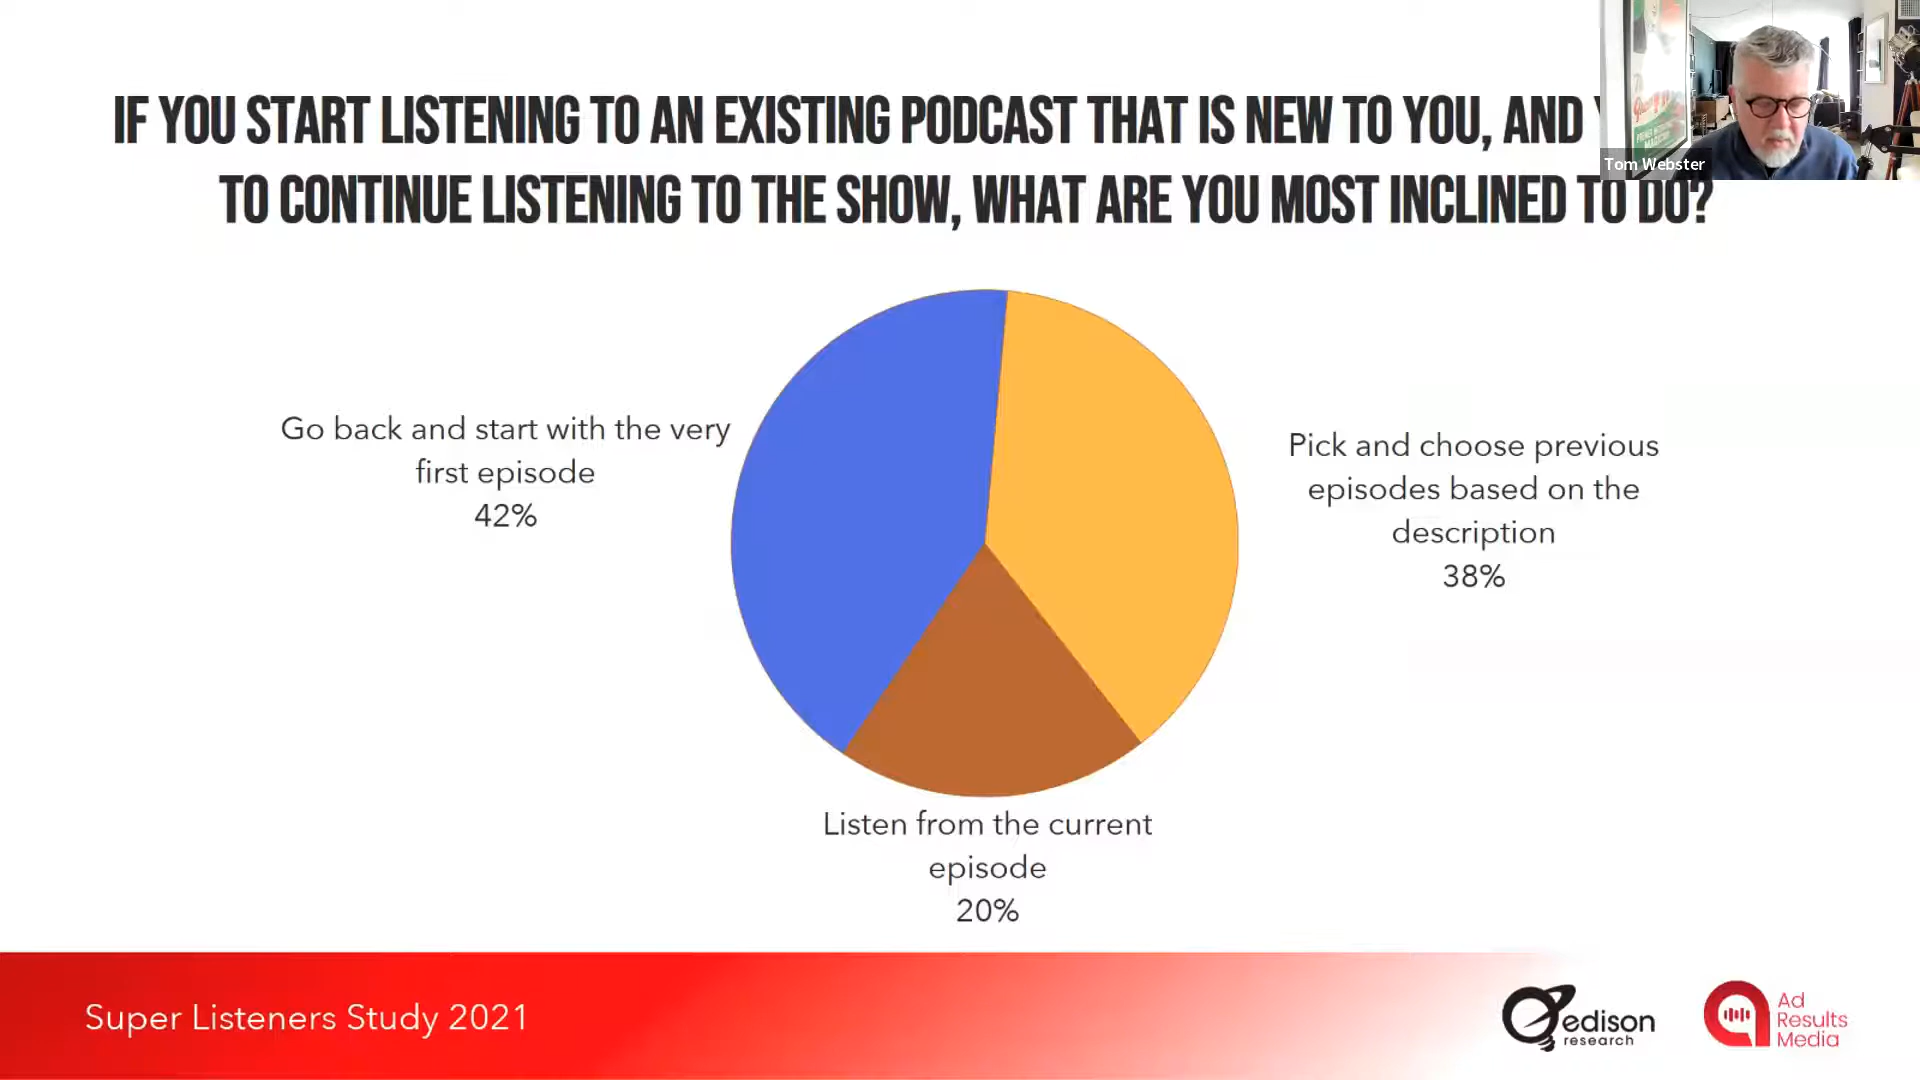 IF YOU START LISTENING TO AN EXISTING PODCAST THAT IS NEW TO YOU, AND
TO CONTINUE LISTENING TO THE SHOW, WHAT ARE YOU MOST INCLINED TO DO?
Tom Webster
Go back and start with the very
first episode
42%
Pick and choose previous
episodes based on the
description
38%
Listen from the current
episode
20%
Super Listeners Study 2021
edison
research
Ad
Results
Media